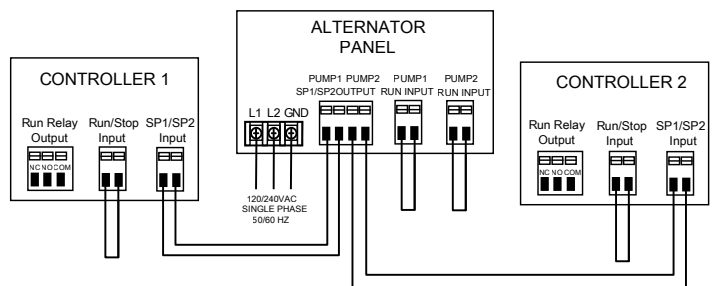 ALTERNATOR
PANEL
PUMP1 PUMP2
SP1/SP2OUTPUT
PUMP1
RUN INPUT
PUMP2
RUN INPUT
L1 L2 GND
120/240VAC
SINGLE PHASE
50/60 HZ
CONTROLLER 1
Run Relay
Output
Run/Stop
Input
SP1/SP2
Input
NC NO COM
CONTROLLER 2
Run Relay
Output
Run/Stop
Input
SP1/SP2
Input
NC NO COM